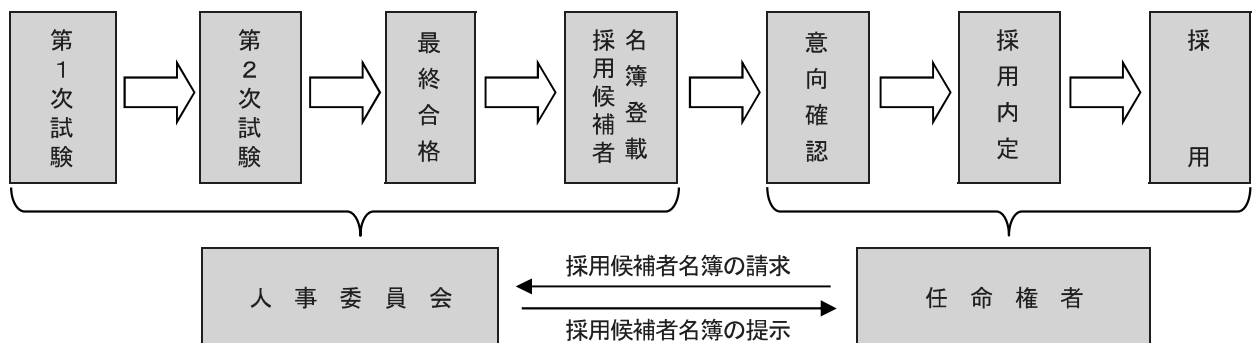 第１次試験
第２次試験
最終合格
採用候補者
名簿登載
意向確認
採用内定
採用
人事委員会
採用候補者名簿の請求
採用候補者名簿の提示
任命権者